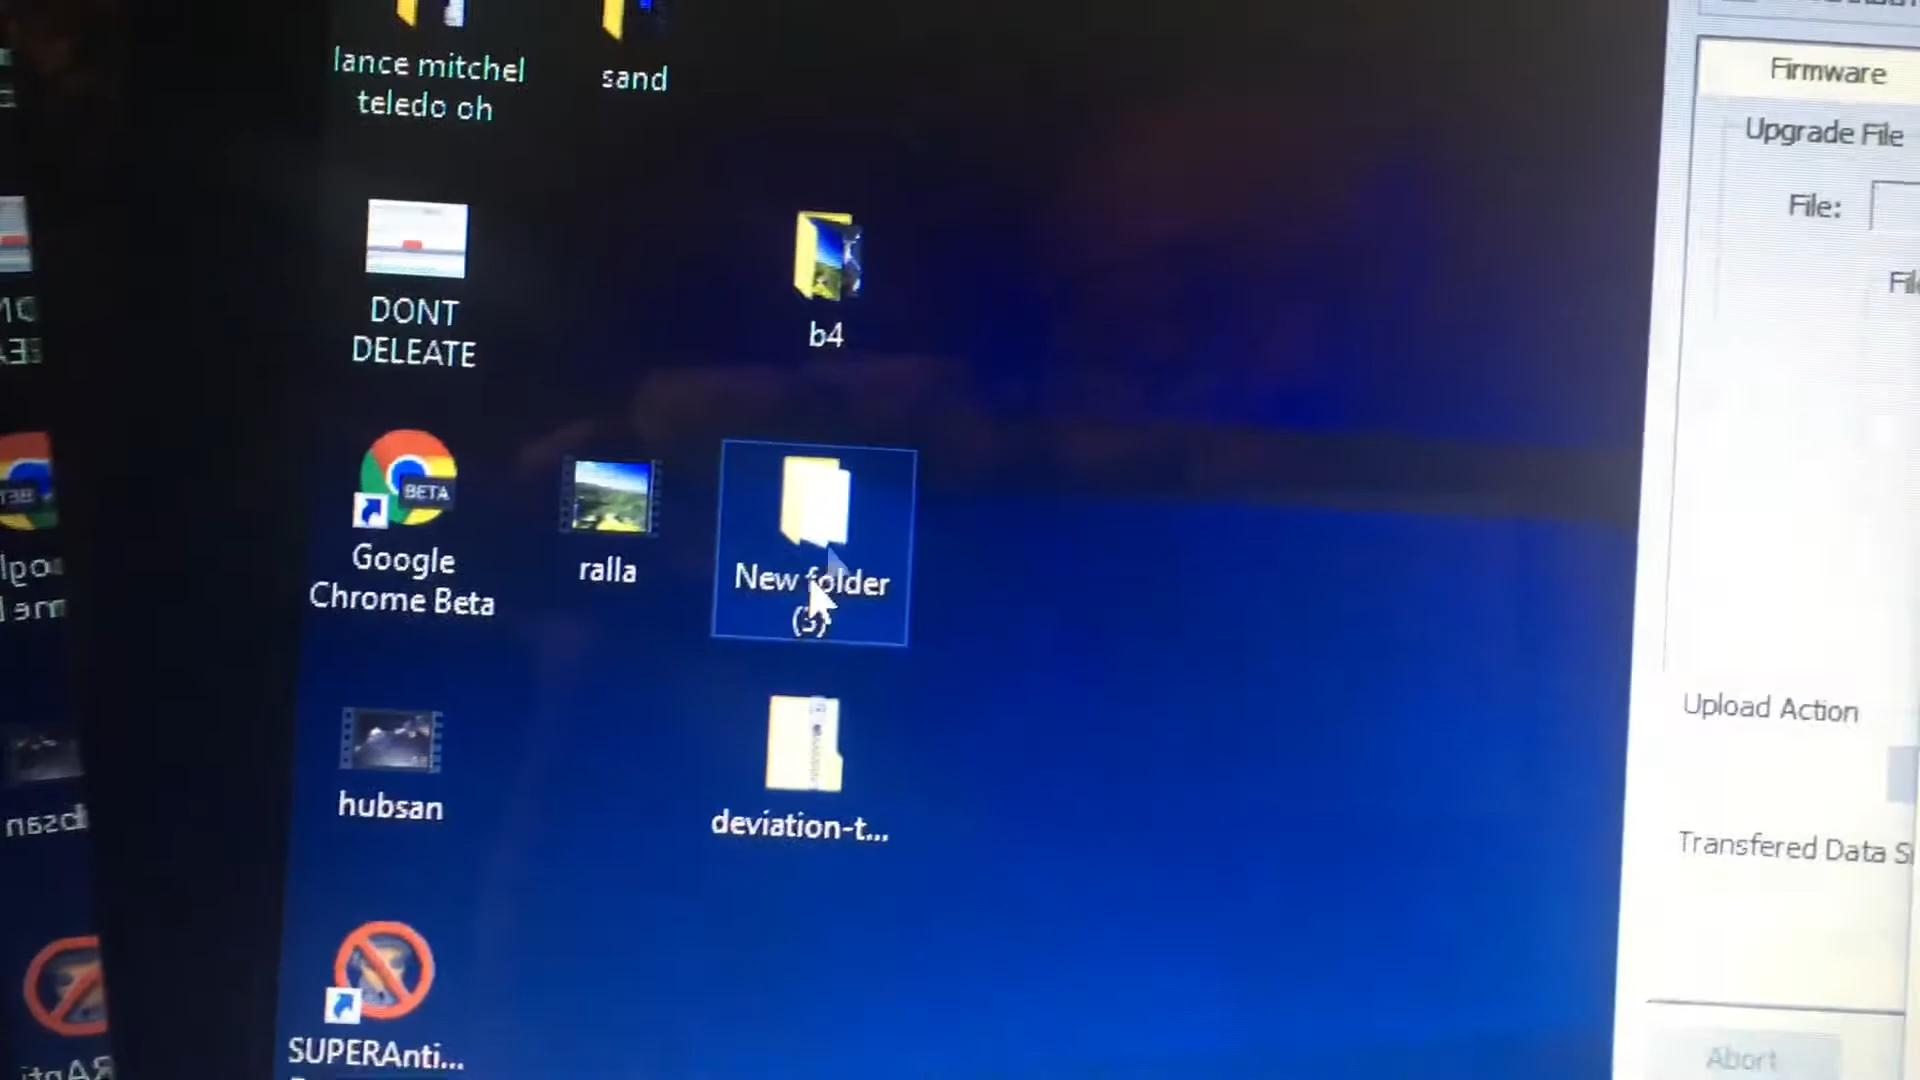 lance mitchel
teledo oh
sand
DONT
DELEATE
b4
BETA
Google
Chrome Beta
ralla
New folder
(3)
hubsan
deviation-t...
SUPERAnti...
Firmware
Upgrade File
File:
Upload Action
Transfered Data S
Abort